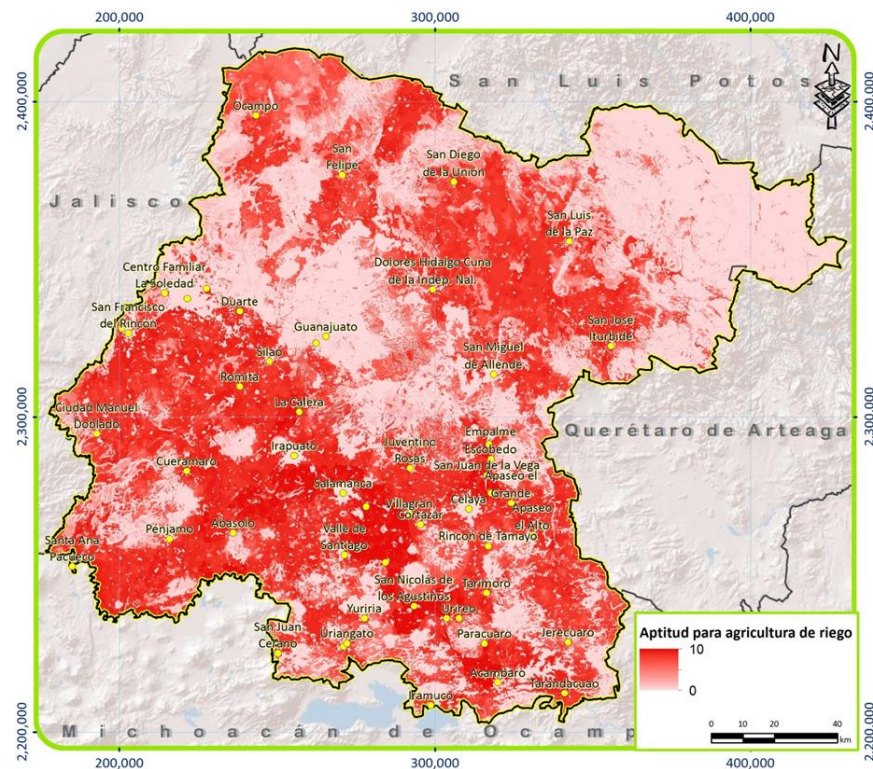 200,000
300,000
400,000
N
San Luis Potos
2,400,000
2,400,000
Ocampo
San
Felipe
San Diego
de la Unión
Jalisco
San Luis
de la Paz
Dolores Hidalgo Cuna
de la Indep. Nal.
Centro Familiar
La Soledad
San Francisco
del Rincón
Duarte
Guanajuato
San José
Iturbide
San Miguel
de Allende
Silao
Romita
La Calera
2,300,000
2,300,000
Ciudad Manuel
Doblado
Querétaro de Arteaga
Empalme
Escobedo
Irapuato
Juventino
Rosas
San Juan de la Vega
Cueramaro
Apaseo el
Grande
Salamanca
Celaya
Villagran
Cortazar
Apaseo
el Alto
Pénjamo
Abasolo
Valle de
Santiago
Rincon de Tamayo
Santa Ana
Pacueco
San Nicolás de
los Agustinos
Tarimoro
Yuriria
Urireo
San Juan
Cerano
Uriangato
Paracuaro
Jerecuaro
Acambaro
Tarandacuao
Iramuco
Aptitud para agricultura de riego
10
0
0 10 20 40
km
Michoacán de Ocamp
2,200,000
2,200,000
200,000
300,000
400,000